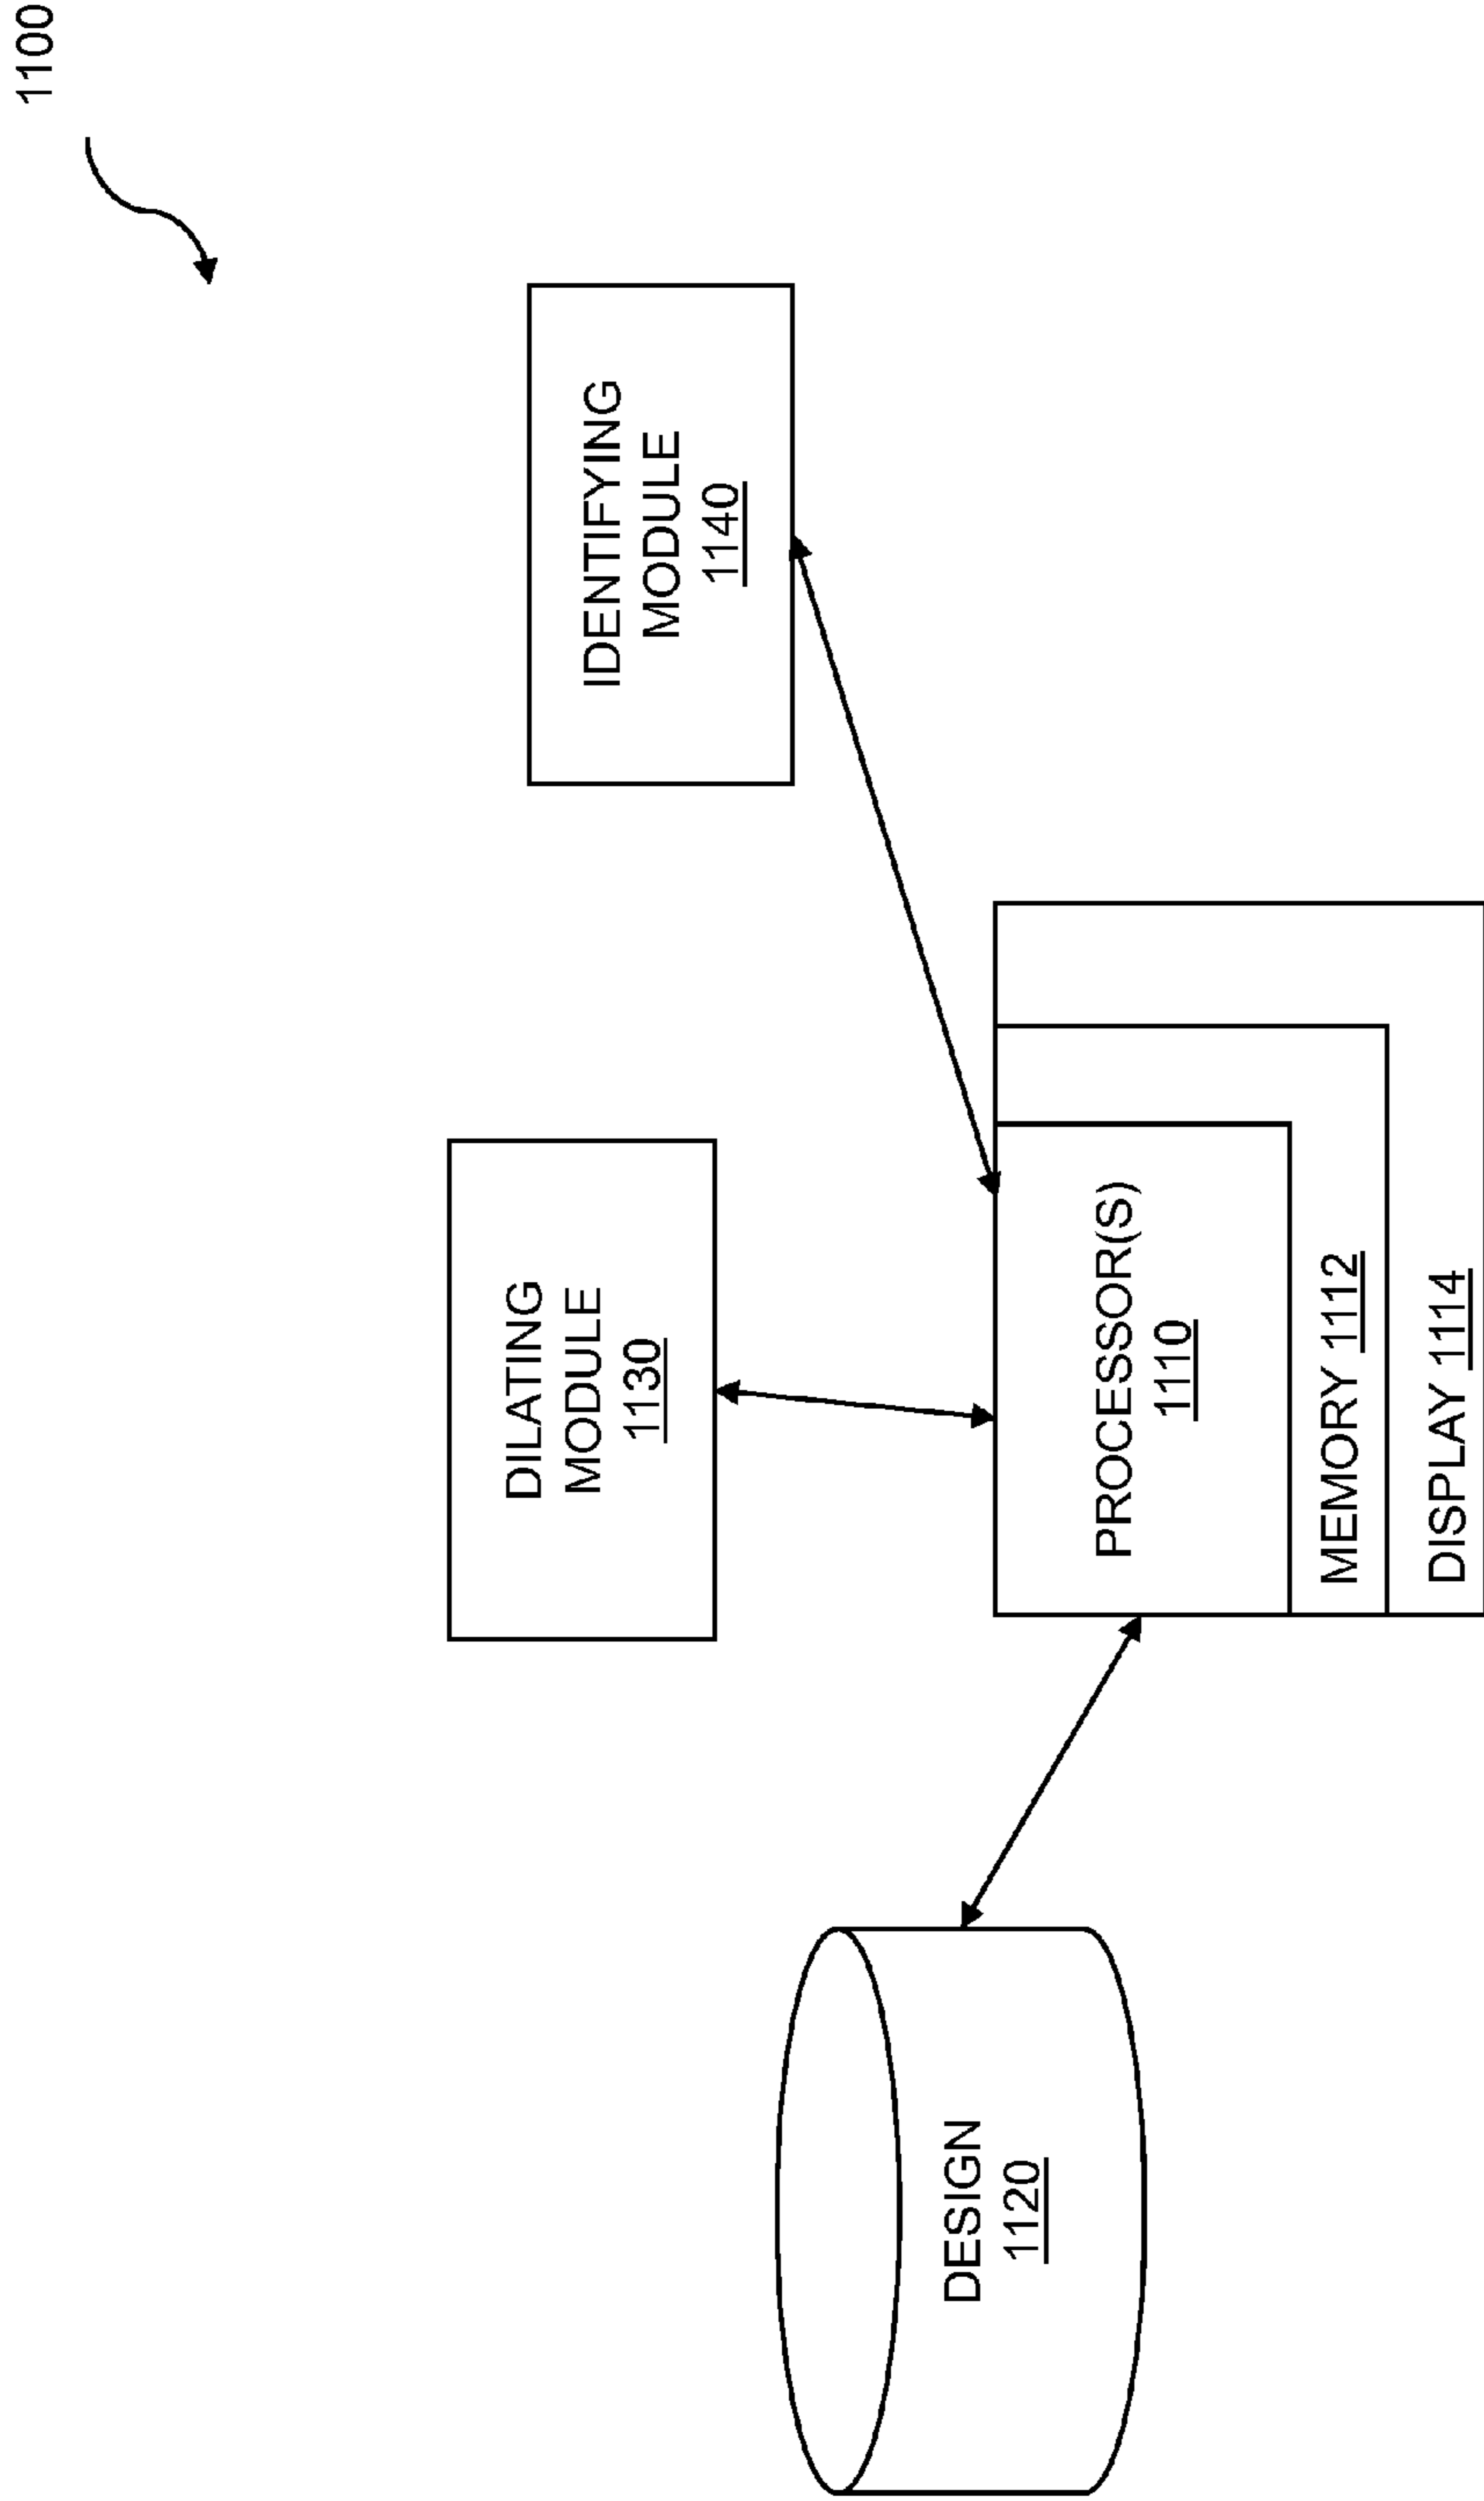 1100
DILATING
MODULE
1130
IDENTIFYING
MODULE
1140
DESIGN
1120
PROCESSOR(S)
1110
MEMORY 1112
DISPLAY 1114